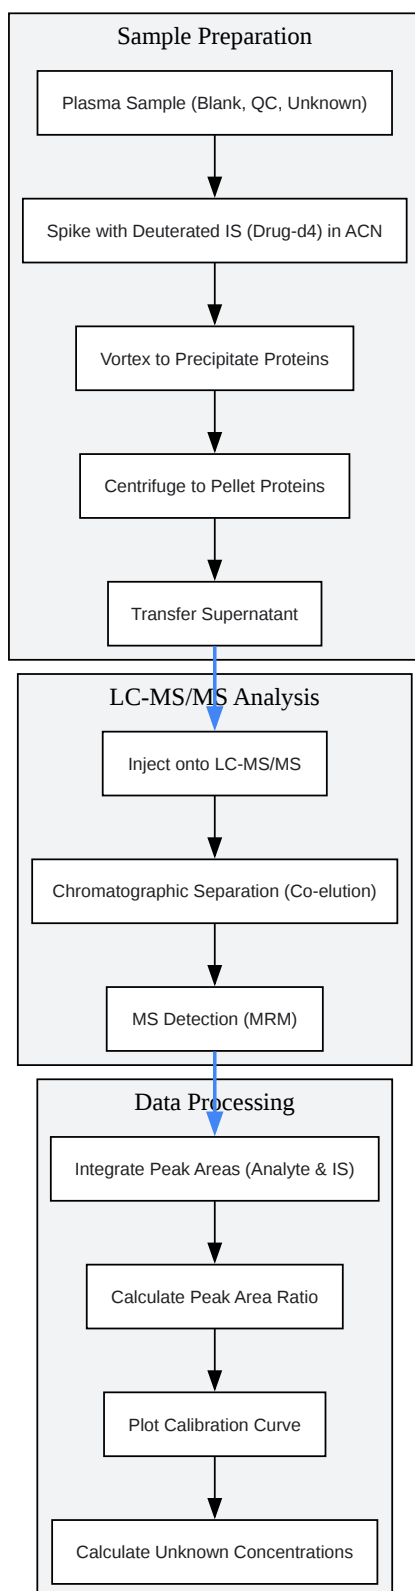 Sample Preparation
Plasma Sample (Blank, QC, Unknown)
Spike with Deuterated IS (Drug-d4) in ACN
Vortex to Precipitate Proteins
Centrifuge to Pellet Proteins
Transfer Supernatant
LC-MS/MS Analysis
Inject onto LC-MS/MS
Chromatographic Separation (Co-elution)
MS Detection (MRM)
Data Processing
Integrate Peak Areas (Analyte & IS)
Calculate Peak Area Ratio
Plot Calibration Curve
Calculate Unknown Concentrations